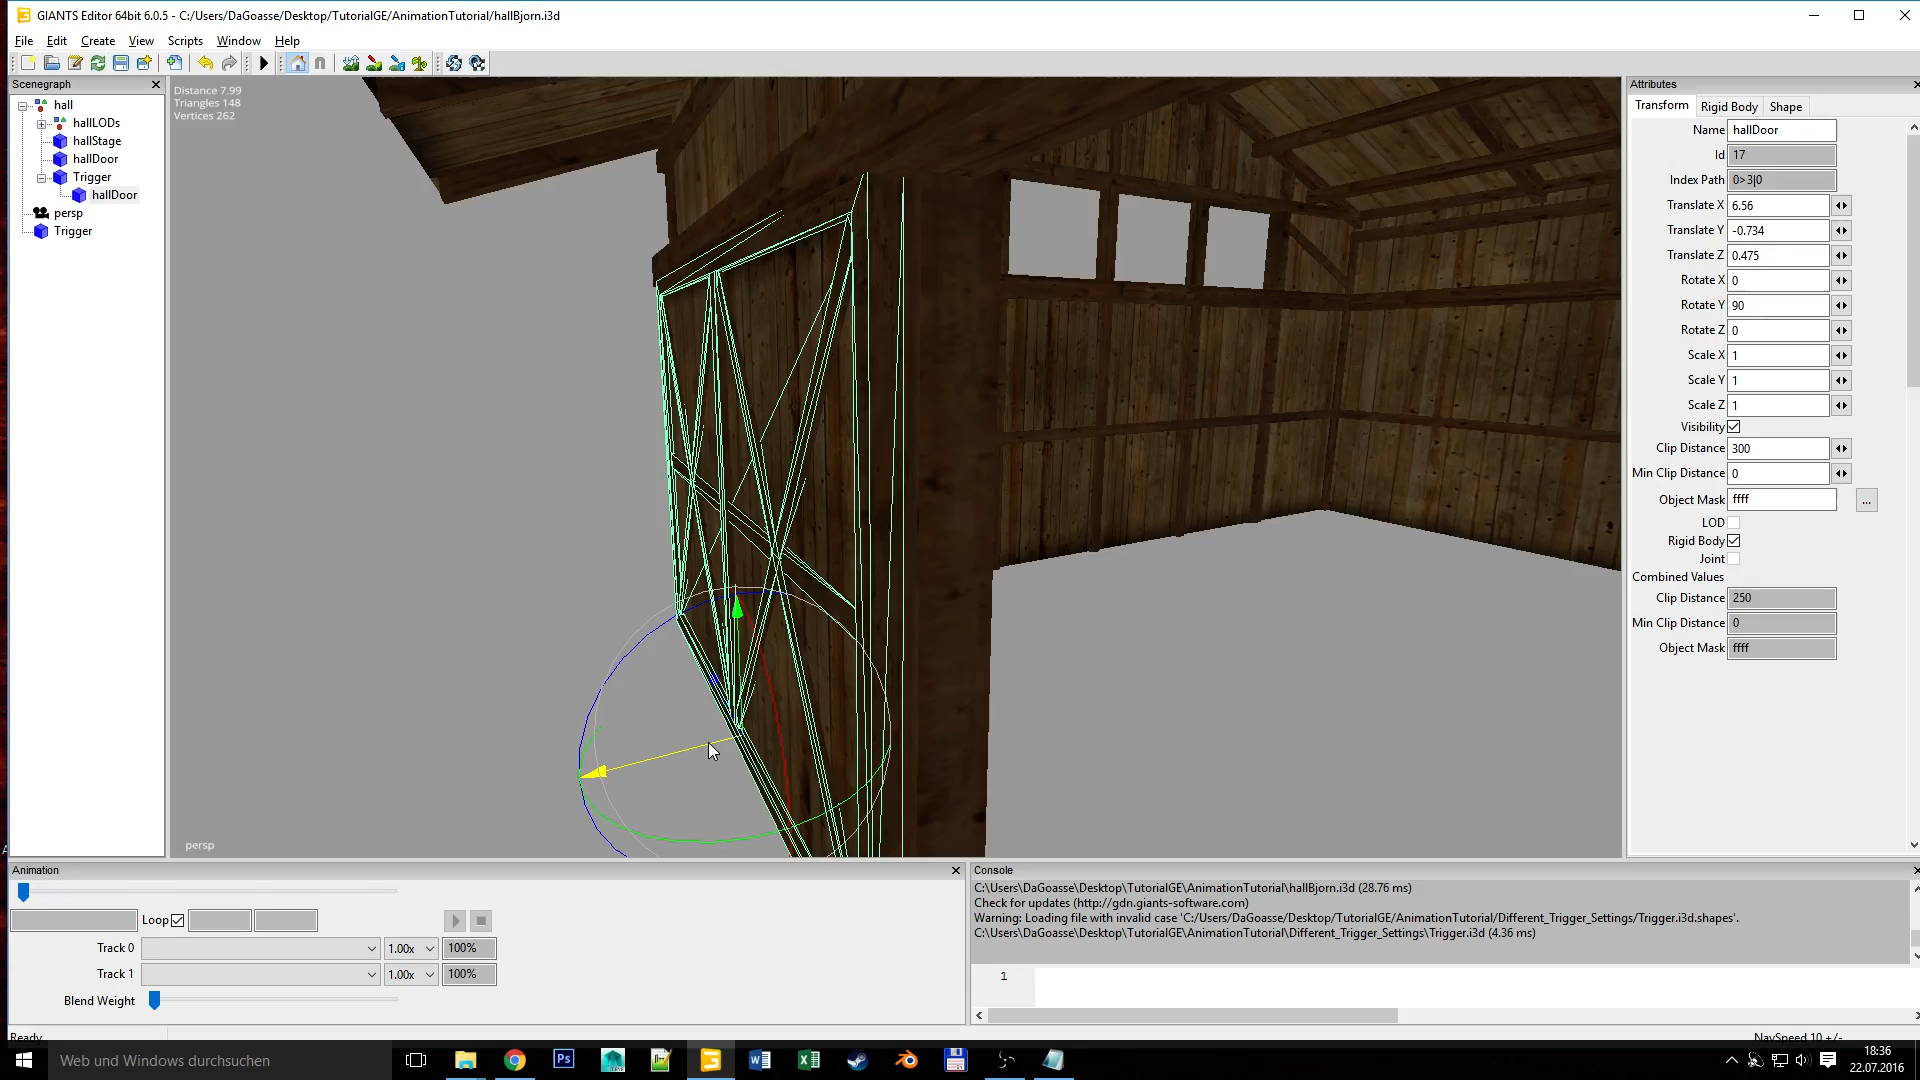 GIANTS Editor 64bit 6.0.5 - C:/Users/DaGoasse/Desktop/TutorialGE/AnimationTutorial/hallBjorn.i3d
File Edit Create View Scripts Window Help
Scenegraph
hall
hallLODs
hallStage
hallDoor
Trigger
hallDoor
persp
Trigger
Distance 7.99
Triangles 148
Vertices 262
persp
Attributes
Transform Rigid Body Shape
Name hallDoor
Id 17
Index Path 0>3|0
Translate X 6.56
Translate Y -0.734
Translate Z 0.475
Rotate X 0
Rotate Y 90
Rotate Z 0
Scale X 1
Scale Y 1
Scale Z 1
Visibility
Clip Distance 300
Min Clip Distance 0
Object Mask ffff ...
LOD
Rigid Body
Joint
Combined Values
Clip Distance 250
Min Clip Distance 0
Object Mask ffff
Animation
Loop
Track 0 1.00x 100%
Track 1 1.00x 100%
Blend Weight
Console
C:\Users\DaGoasse\Desktop\TutorialGE\AnimationTutorial\hallBjorn.i3d (28.76 ms)
Check for updates (http://gdn.giants-software.com)
Warning: Loading file with invalid case 'C:/Users/DaGoasse/Desktop/TutorialGE/AnimationTutorial/Different_Trigger_Settings/Trigger.i3d.shapes'.
C:\Users\DaGoasse\Desktop\TutorialGE\AnimationTutorial\Different_Trigger_Settings\Trigger.i3d (4.36 ms)
1
Ready
NavSpeed 10 +/-
Web und Windows durchsuchen
Ps
18:36
22.07.2016